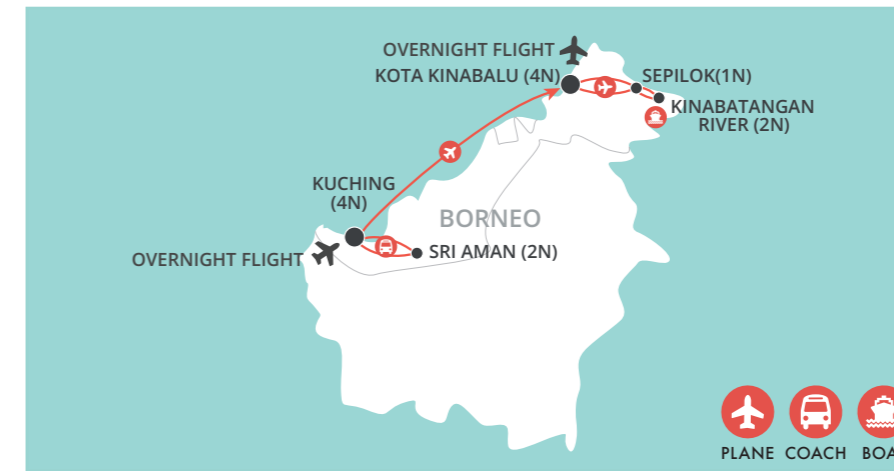 OVERNIGHT FLIGHT
KOTA KINABALU (4N)
SEPILOK(1N)
KINABATANGAN
RIVER (2N)
KUCHING
(4N)
BORNEO
SRI AMAN (2N)
OVERNIGHT FLIGHT
PLANE COACH BOA